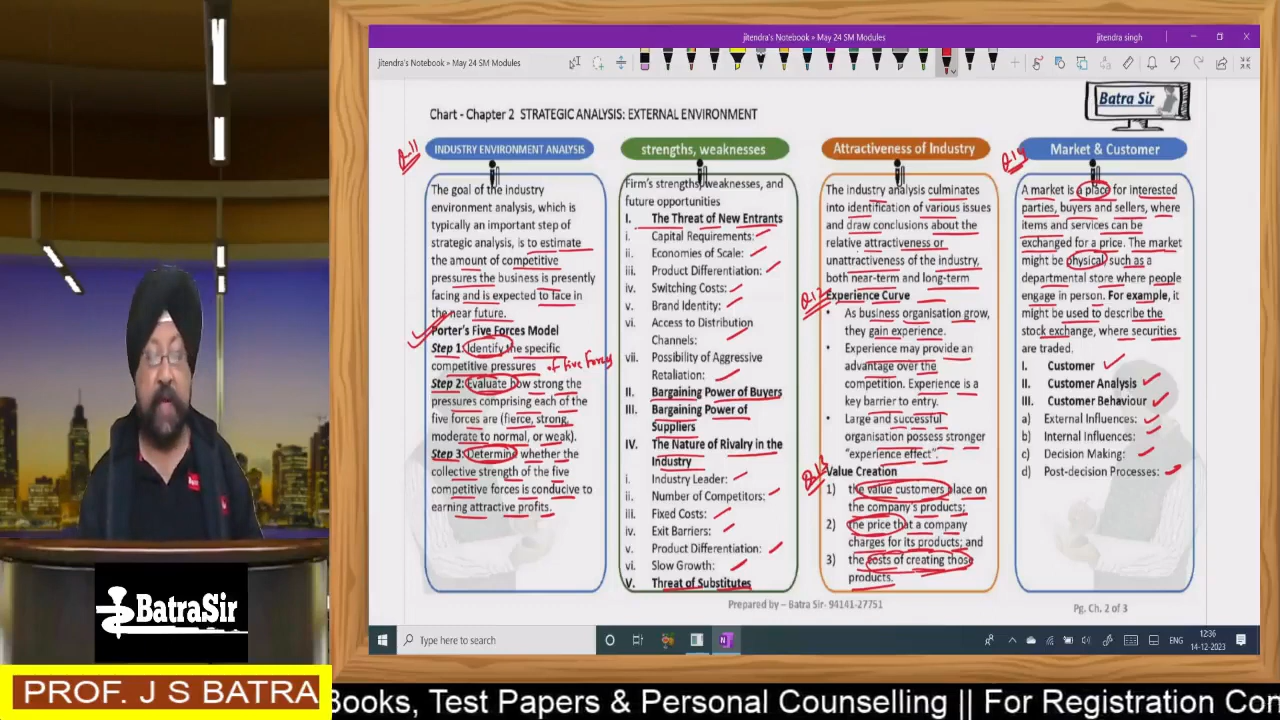 jitendra's Notebook » May 24 SM Modules
jitendra singh
jitendra's Notebook » May 24 SM Modules
Batra Sir
Chart - Chapter 2 STRATEGIC ANALYSIS: EXTERNAL ENVIRONMENT
Q-11
INDUSTRY ENVIRONMENT ANALYSIS
The goal of the industry
environment analysis, which is
typically an important step of
strategic analysis, is to estimate
the amount of competitive
pressures the business is presently
facing and is expected to face in
the near future.
Porter's Five Forces Model
Step 1: Identify the specific
competitive pressures of five forces
Step 2: Evaluate how strong the
pressures comprising each of the
five forces are (fierce, strong,
moderate to normal, or weak).
Step 3: Determine whether the
collective strength of the five
competitive forces is conducive to
earning attractive profits.
strengths, weaknesses
Firm's strengths, weaknesses, and
future opportunities
I. The Threat of New Entrants
i. Capital Requirements:
ii. Economies of Scale:
iii. Product Differentiation:
iv. Switching Costs:
v. Brand Identity:
vi. Access to Distribution
Channels:
vii. Possibility of Aggressive
Retaliation:
II. Bargaining Power of Buyers
III. Bargaining Power of
Suppliers
IV. The Nature of Rivalry in the
Industry
i. Industry Leader:
ii. Number of Competitors:
iii. Fixed Costs:
iv. Exit Barriers:
v. Product Differentiation:
vi. Slow Growth:
V. Threat of Substitutes
Attractiveness of Industry
The industry analysis culminates
into identification of various issues
and draw conclusions about the
relative attractiveness or
unattractiveness of the industry,
both near-term and long-term
Q-12
Experience Curve
• As business organisation grow,
they gain experience.
• Experience may provide an
advantage over the
competition. Experience is a
key barrier to entry.
• Large and successful
organisation possess stronger
"experience effect".
Q-13
Value Creation
1) the value customers place on
the company's products;
2) the price that a company
charges for its products; and
3) the costs of creating those
products.
Q-14
Market & Customer
A market is a place for interested
parties, buyers and sellers, where
items and services can be
exchanged for a price. The market
might be physical such as a
departmental store where people
engage in person. For example, it
might be used to describe the
stock exchange, where securities
are traded.
I. Customer
II. Customer Analysis
III. Customer Behaviour
a) External Influences:
b) Internal Influences:
c) Decision Making:
d) Post-decision Processes:
Prepared by – Batra Sir- 94141-27751
Pg. Ch. 2 of 3
Type here to search
ENG
12:36
14-12-2023
BatraSir
PROF. J S BATRA
Books, Test Papers & Personal Counselling || For Registration Con